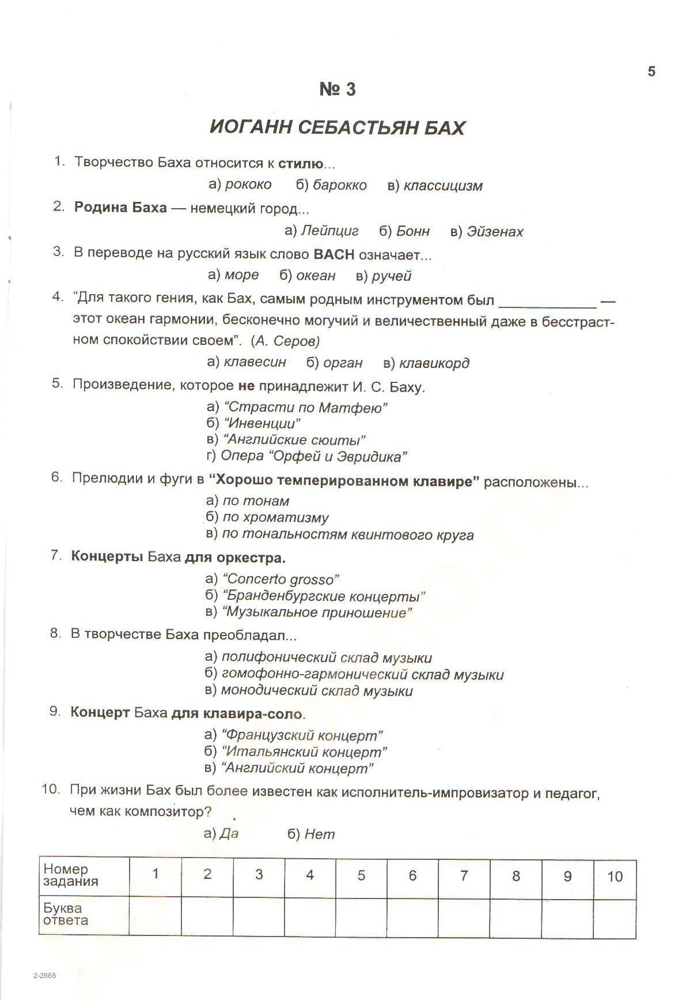 5
№ 3
ИОГАНН СЕБАСТЬЯН БАХ
1. Творчество Баха относится к стилю...
а) рококо б) барокко в) классицизм
2. Родина Баха — немецкий город...
а) Лейпциг б) Бонн в) Эйзенах
3. В переводе на русский язык слово BACH означает...
а) море б) океан в) ручей
4. “Для такого гения, как Бах, самым родным инструментом был ____________ —
этот океан гармонии, бесконечно могучий и величественный даже в бесстраст-
ном спокойствии своем”. (А. Серов)
а) клавесин б) орган в) клавикорд
5. Произведение, которое не принадлежит И. С. Баху.
а) “Страсти по Матфею”
б) “Инвенции”
в) “Английские сюиты”
г) Опера “Орфей и Эвридика”
6. Прелюдии и фуги в “Хорошо темперированном клавире” расположены...
а) по тонам
б) по хроматизму
в) по тональностям квинтового круга
7. Концерты Баха для оркестра.
а) “Concerto grosso”
б) “Бранденбургские концерты”
в) “Музыкальное приношение”
8. В творчестве Баха преобладал...
а) полифонический склад музыки
б) гомофонно-гармонический склад музыки
в) монодический склад музыки
9. Концерт Баха для клавира-соло.
а) “Французский концерт”
б) “Итальянский концерт”
в) “Английский концерт”
10. При жизни Бах был более известен как исполнитель-импровизатор и педагог,
чем как композитор?
а) Да б) Нет
Номер задания 1 2 3 4 5 6 7 8 9 10
Буква ответа
2-2665